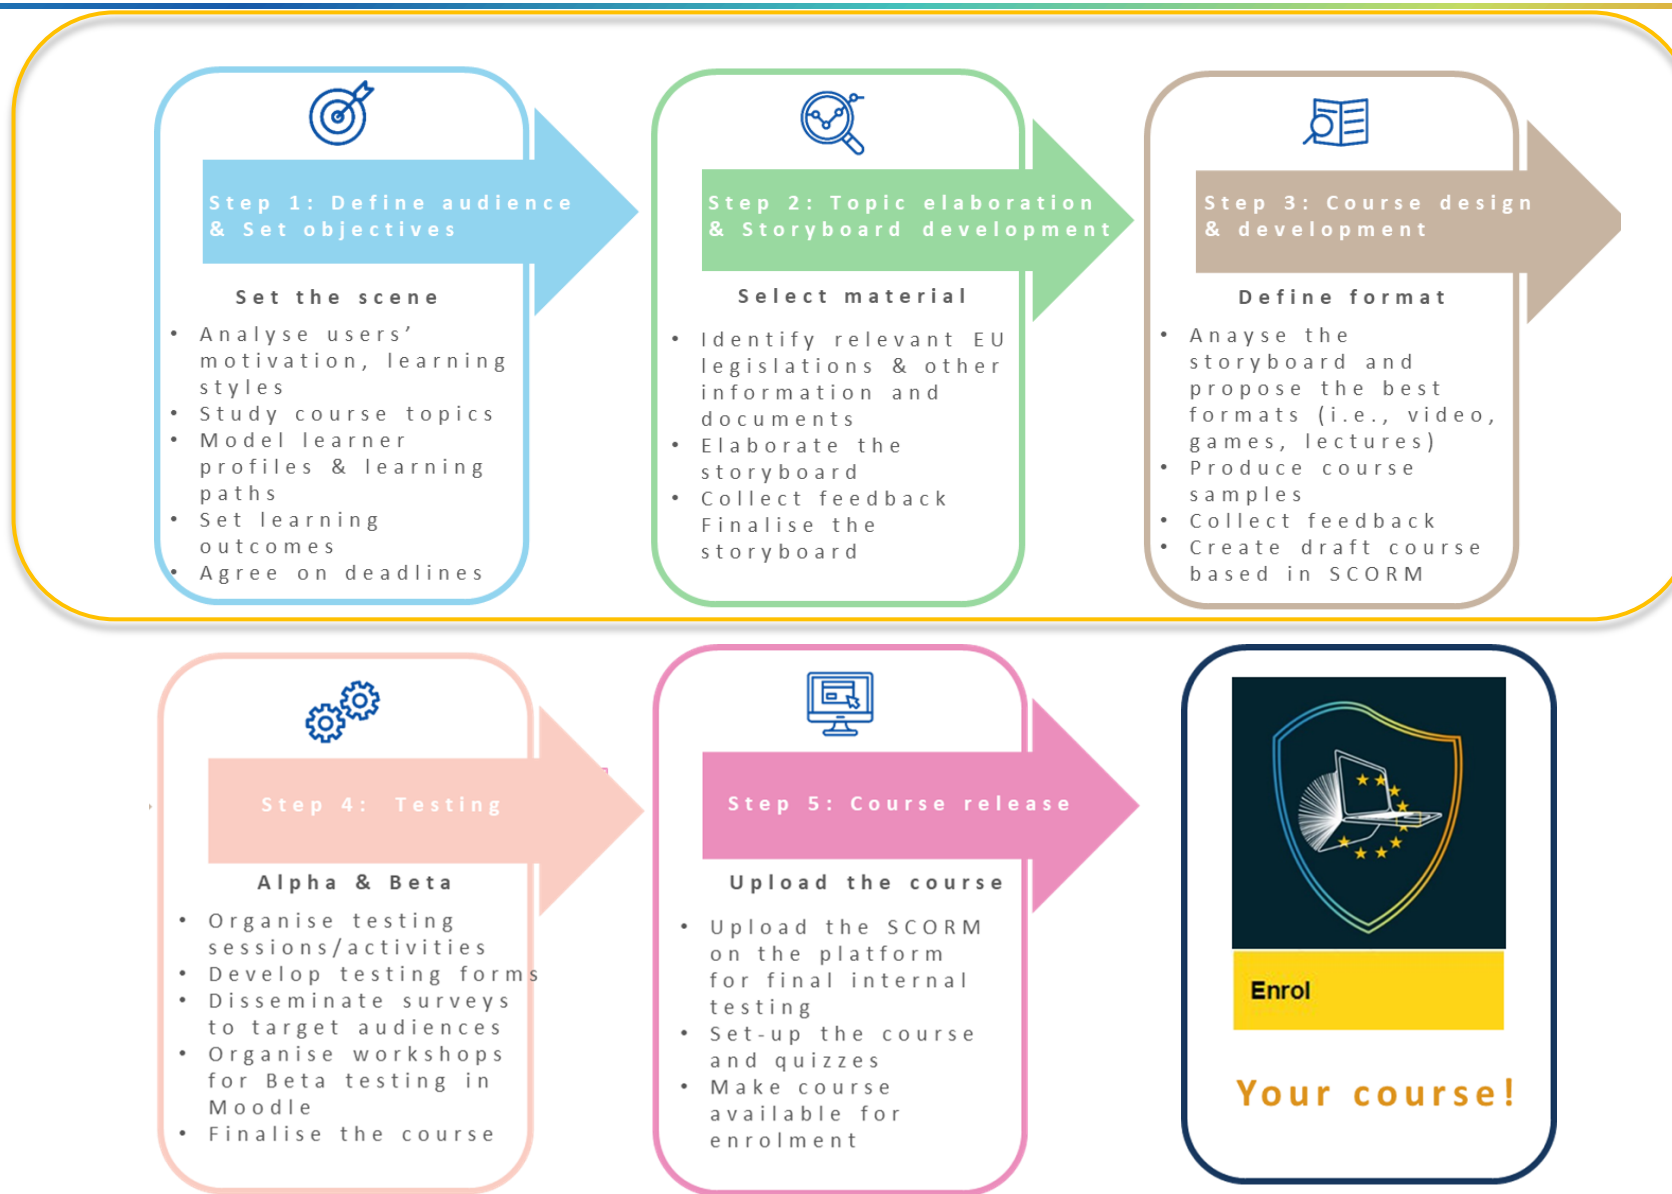 Step 1: Define audience
& Set objectives
Set the scene
• Analyse users’
motivation, learning
styles
• Study course topics
• Model learner
profiles & learning
paths
• Set learning
outcomes
• Agree on deadlines
Step 2: Topic elaboration
& Storyboard development
Select material
• Identify relevant EU
legislations & other
information and
documents
• Elaborate the
storyboard
• Collect feedback
Finalise the
storyboard
Step 3: Course design
& development
Define format
• Anayse the
storyboard and
propose the best
formats (i.e., video,
games, lectures)
• Produce course
samples
• Collect feedback
• Create draft course
based in SCORM
Step 4: Testing
Alpha & Beta
• Organise testing
sessions/activities
• Develop testing forms
• Disseminate surveys
to target audiences
• Organise workshops
for Beta testing in
Moodle
• Finalise the course
Step 5: Course release
Upload the course
• Upload the SCORM
on the platform
for final internal
testing
• Set-up the course
and quizzes
• Make course
available for
enrolment
Enrol
Your course!